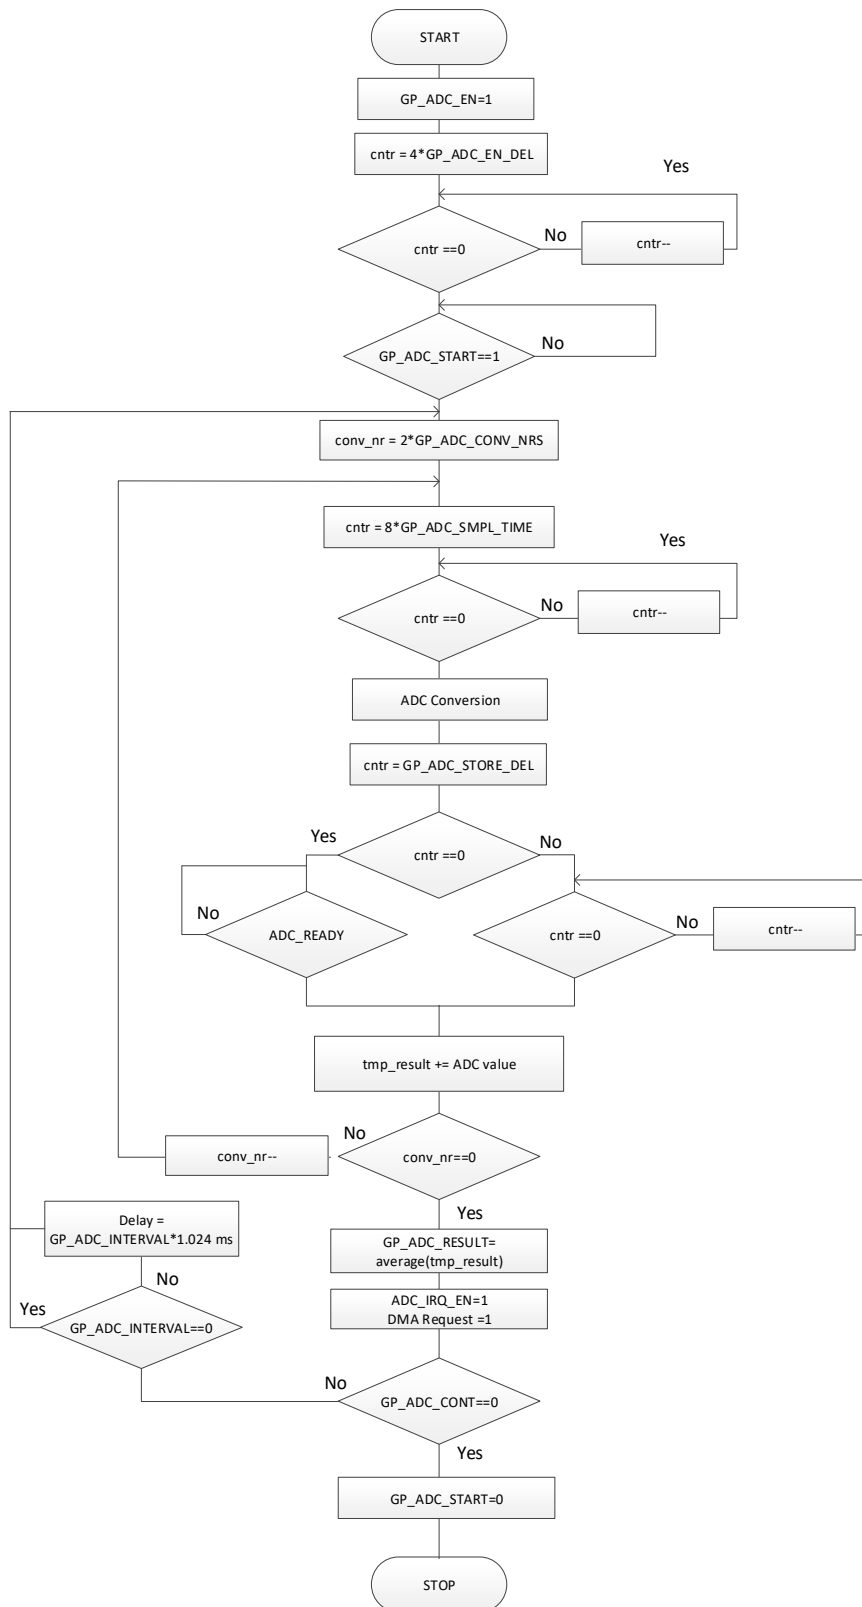 START
GP_ADC_EN=1
cntr = 4*GP_ADC_EN_DEL
Yes
cntr ==0
No
cntr--
GP_ADC_START==1
No
conv_nr = 2*GP_ADC_CONV_NRS
cntr = 8*GP_ADC_SMPL_TIME
Yes
cntr ==0
No
cntr--
ADC Conversion
cntr = GP_ADC_STORE_DEL
Yes
cntr ==0
No
No
ADC_READY
cntr ==0
No
cntr--
tmp_result += ADC value
conv_nr--
No
conv_nr==0
Yes
Delay =
GP_ADC_INTERVAL*1.024 ms
GP_ADC_RESULT=
average(tmp_result)
No
Yes
GP_ADC_INTERVAL==0
ADC_IRQ_EN=1
DMA Request =1
No
GP_ADC_CONT==0
Yes
GP_ADC_START=0
STOP